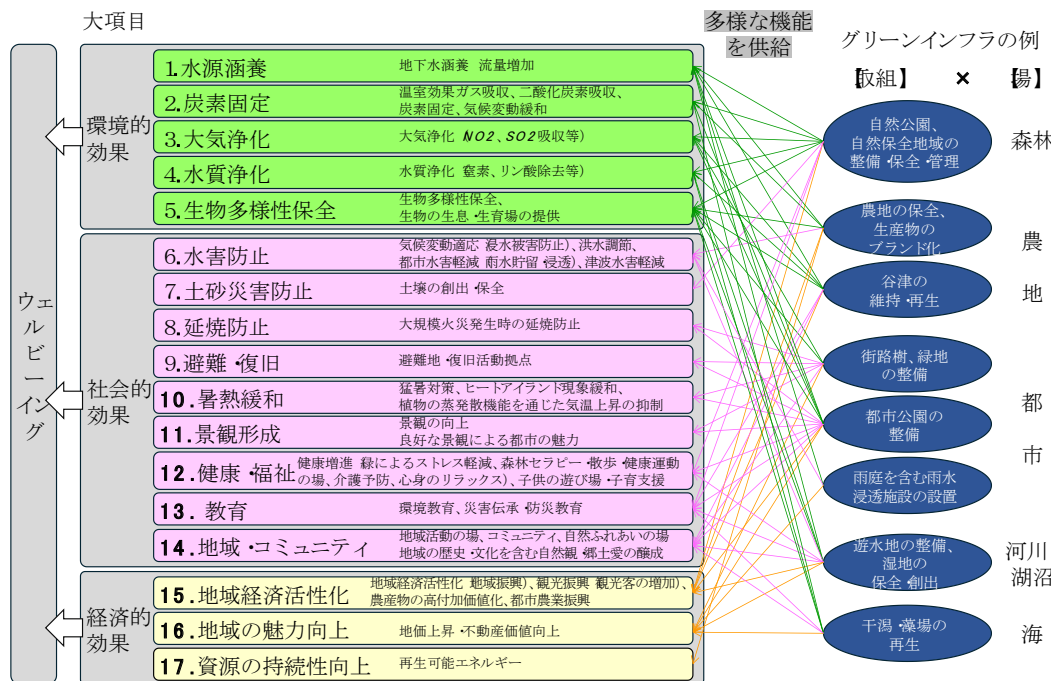 大項目
多様な機能
を供給
グリーンインフラの例
【取組】 × 【場】
ウェルビーイング
環境的
効果
1.水源涵養 地下水涵養 流量増加
2.炭素固定 温室効果ガス吸収、二酸化炭素吸収、
炭素固定、気候変動緩和
3.大気浄化 大気浄化 NO2、SO2吸収等)
4.水質浄化 水質浄化 窒素、リン酸除去等)
5.生物多様性保全 生物多様性保全、
生物の生息・生育場の提供
社会的
効果
6.水害防止 気候変動適応 浸水被害防止)、洪水調節、
都市水害軽減 雨水貯留・浸透)、津波水害軽減
7.土砂災害防止 土壌の創出・保全
8.延焼防止 大規模火災発生時の延焼防止
9.避難・復旧 避難地・復旧活動拠点
10.暑熱緩和 猛暑対策、ヒートアイランド現象緩和、
植物の蒸発散機能を通じた気温上昇の抑制
11.景観形成 景観の向上
良好な景観による都市の魅力
12.健康・福祉 健康増進 緑によるストレス軽減、森林セラピー・散歩・健康運動
の場、介護予防、心身のリラックス)、子供の遊び場・子育支援
13.教育 環境教育、災害伝承・防災教育
14.地域・コミュニティ 地域活動の場、コミュニティ、自然ふれあいの場
地域の歴史・文化を含む自然観・郷土愛の醸成
経済的
効果
15.地域経済活性化 地域経済活性化 地域振興)、観光振興 観光客の増加)、
農産物の高付加価値化、都市農業振興
16.地域の魅力向上 地価上昇・不動産価値向上
17.資源の持続性向上 再生可能エネルギー
自然公園、
自然保全地域の
整備・保全・管理
森林
農地の保全、
生産物の
ブランド化
谷津の
維持・再生
農
地
街路樹、緑地
の整備
都市公園の
整備
雨庭を含む雨水
浸透施設の設置
都
市
遊水地の整備、
湿地の
保全・創出
河川
湖沼
干潟・藻場の
再生
海